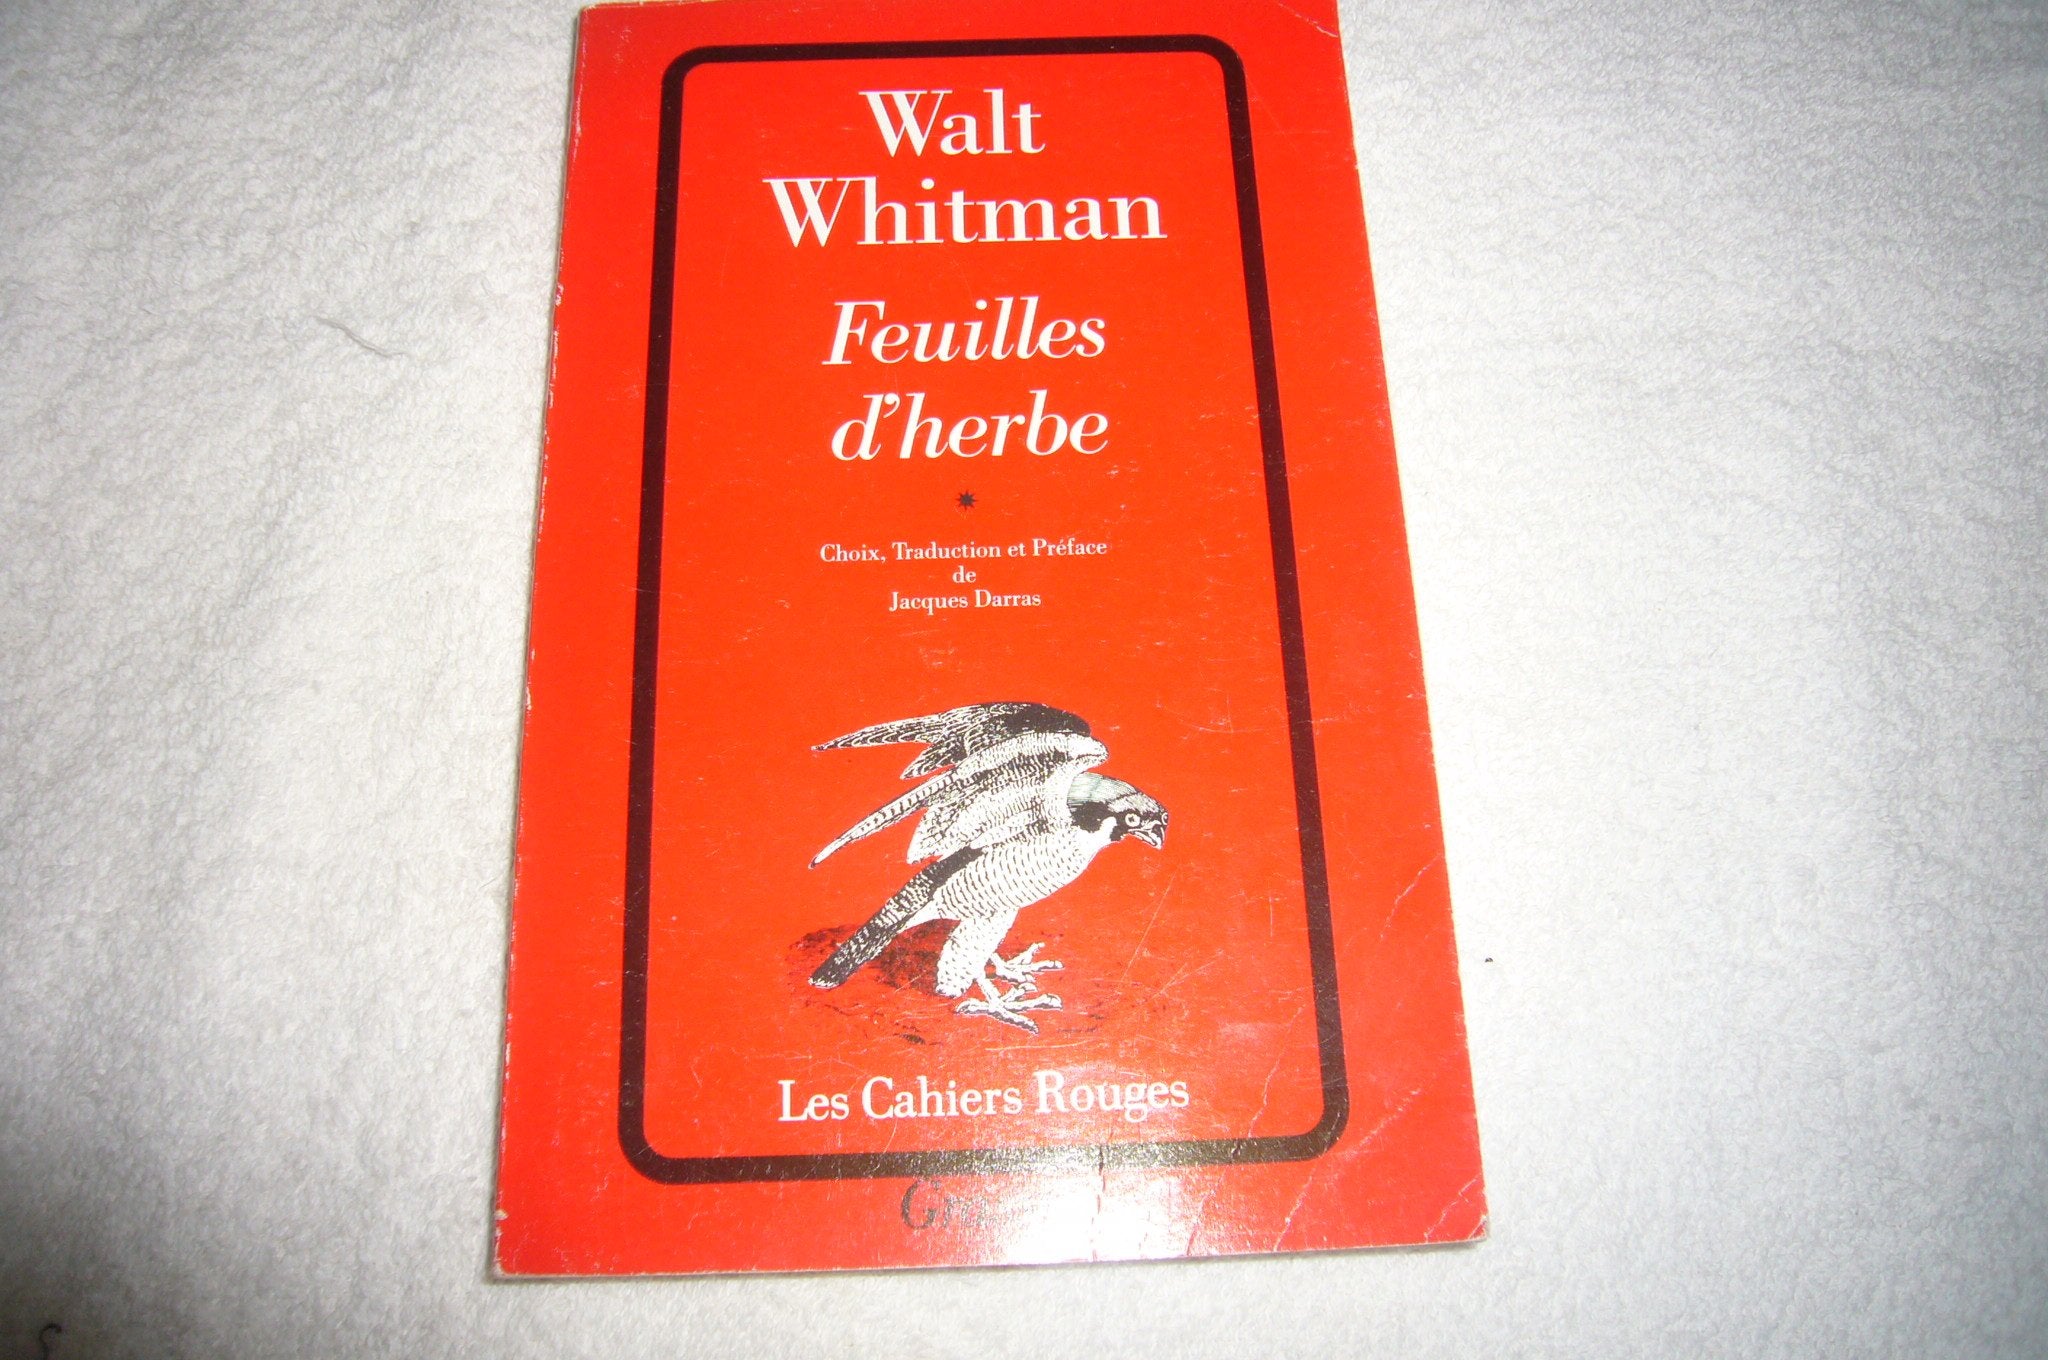 Walt
Whitman
Feuilles
d'herbe
Choix, Traduction et Préface
de
Jacques Darras
Les Cahiers Rouges